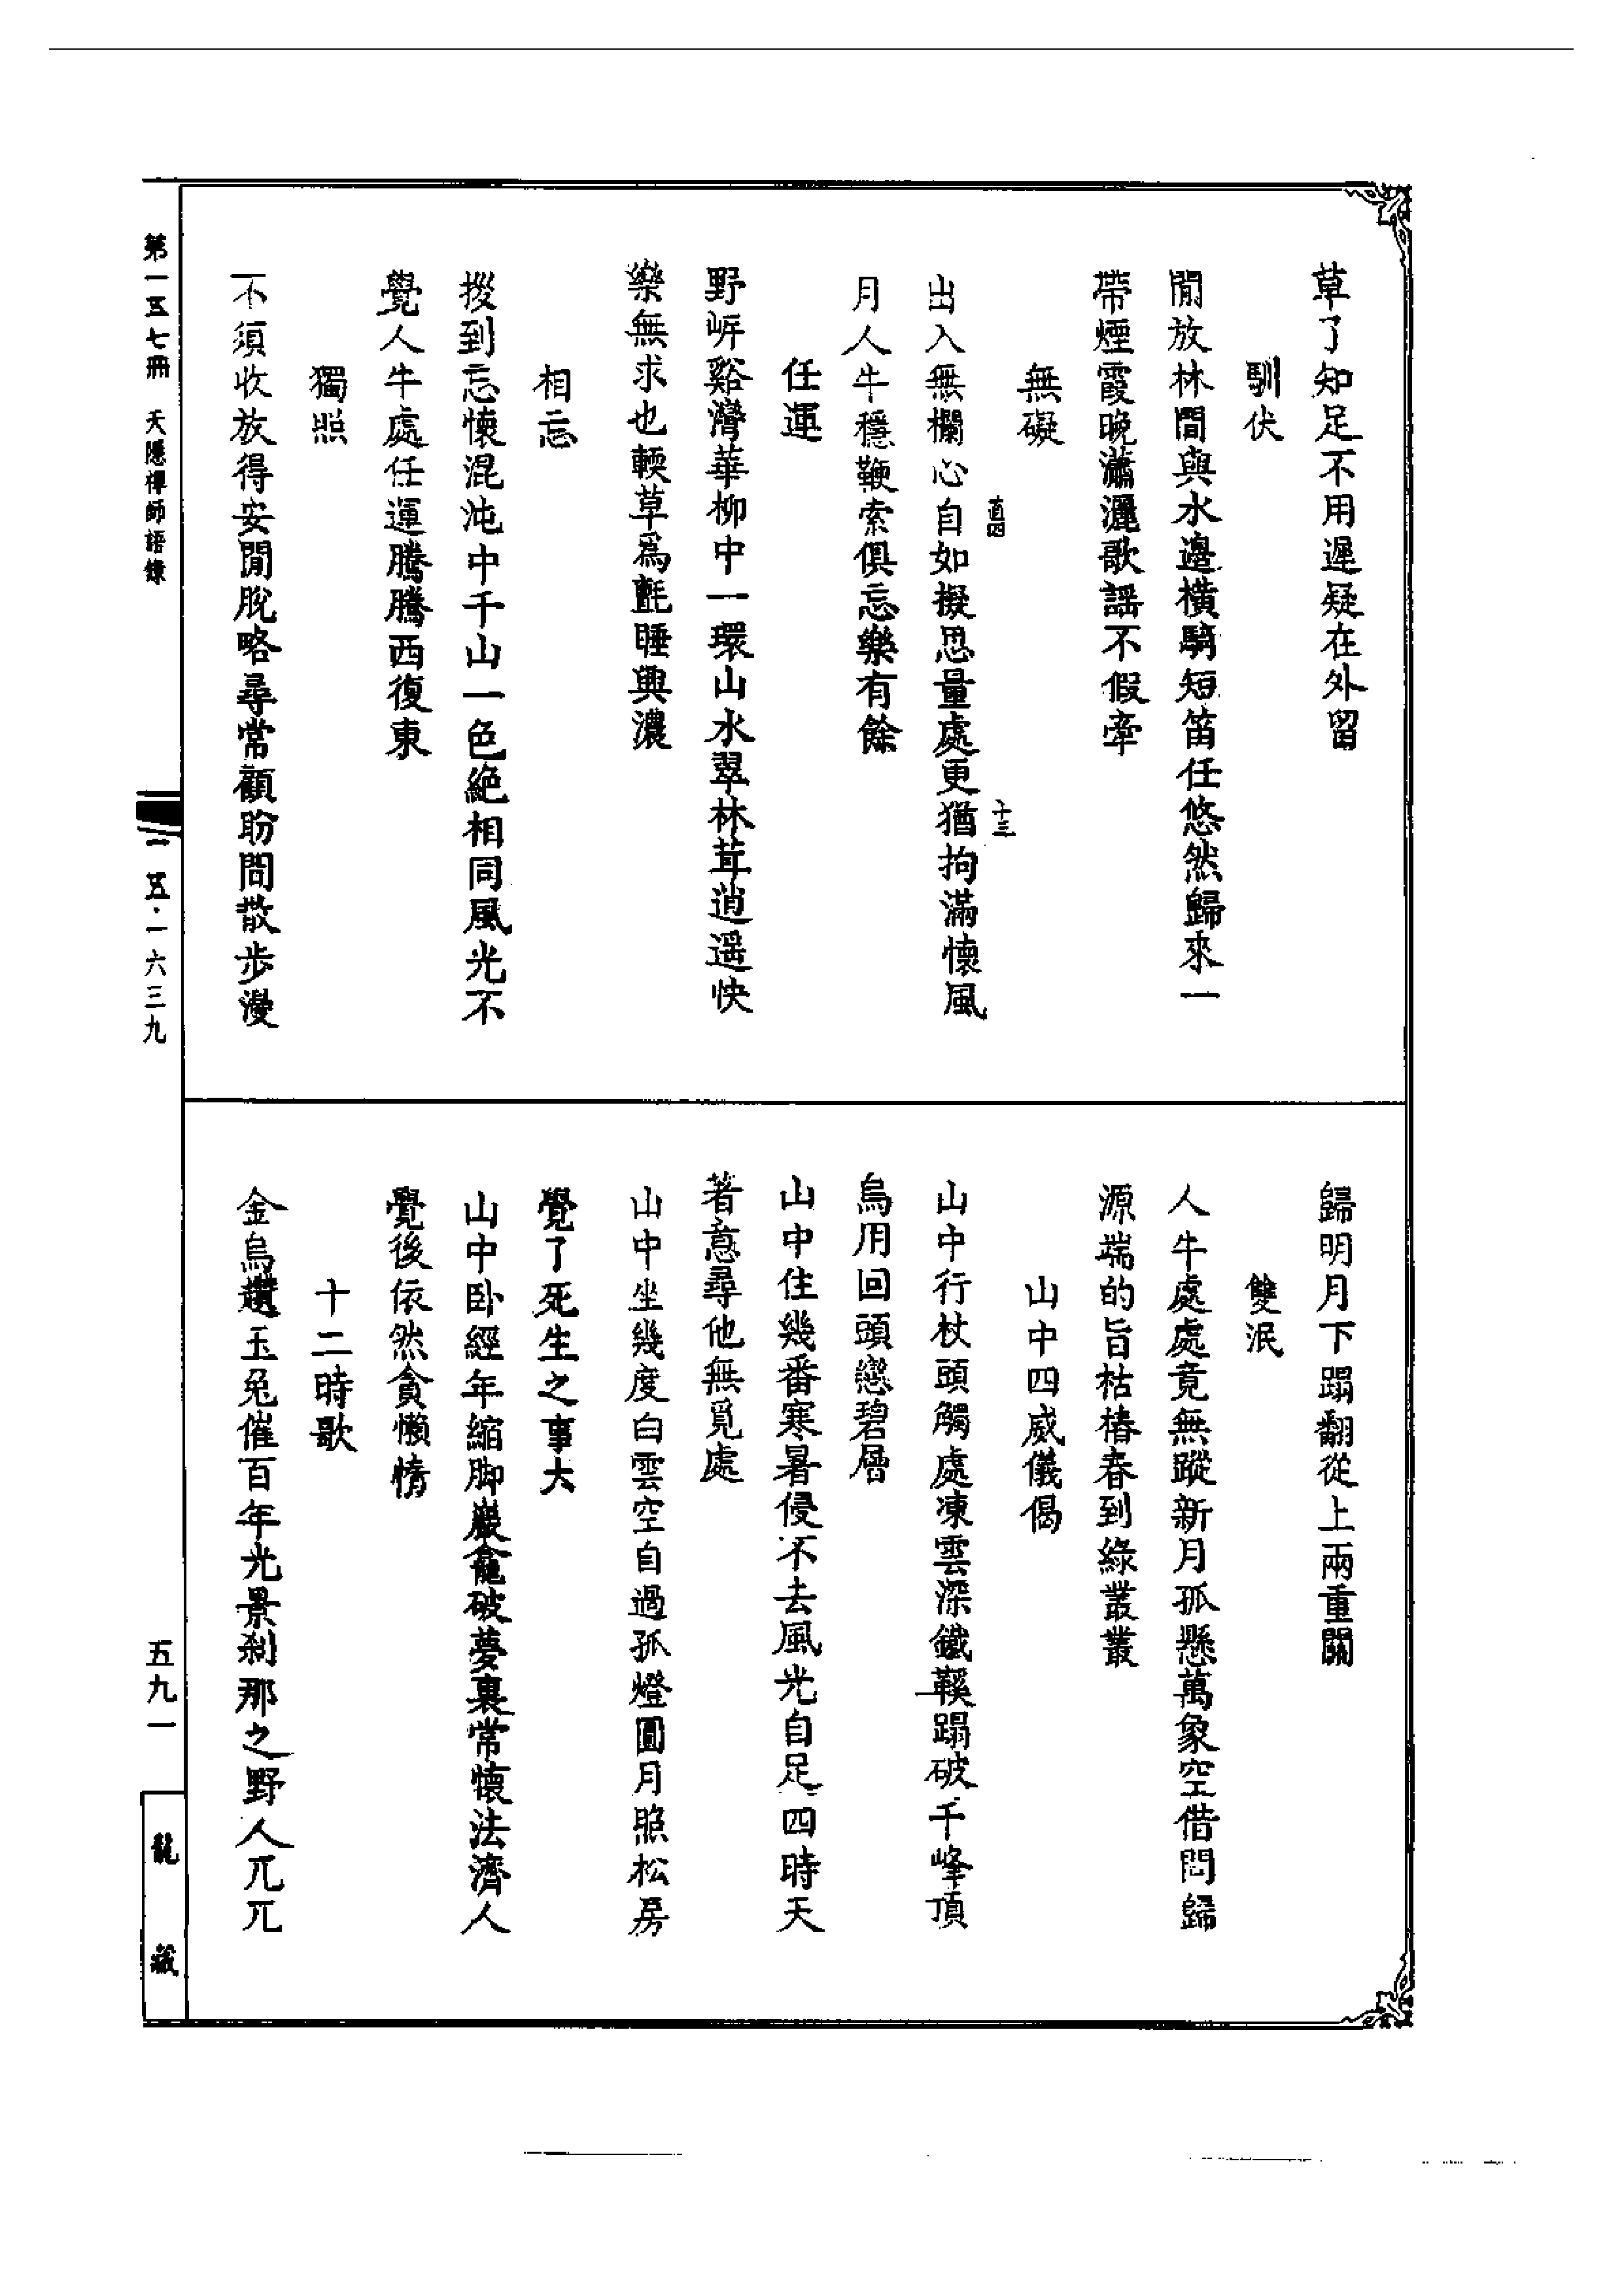 草了知足不用遲疑在外留
馴伏
閒放林間與水邊橫騎短笛任悠然歸來一
帶煙霞晚瀟灑歌謡不假牽
無礙
直四
十三
出入無欄心自如擬思量處更猶拘滿懷風
月人牛穩鞭索俱忘樂有餘
任運
野岍谿灣華柳中一環山水翠林茸逍遥快
樂無求也輭草爲氈睡興濃
相忘
拶到忘懷混沌中千山一色絕相同風光不
覺人牛處任運騰騰西復東
獨照
不須收放得安閒脫略尋常顧盼間散步漫
歸明月下蹋翻從上兩重關
雙泯
人牛處處竟無蹤新月孤懸萬象空借問歸
源端的旨枯樁春到綠叢叢
山中四威儀偈
山中行杖頭觸處凍雲深鐵鞵蹋破千峰頂
烏用回頭戀碧層
山中住幾番寒暑侵不去風光自足四時天
著意尋他無覓處
山中坐幾度白雲空自過孤燈圓月照松房
覺了死生之事大
山中卧經年縮脚巖龕破夢裏常懷法濟人
覺後依然貪懶惰
十二時歌
金烏趲玉兔催百年光景刹那之野人兀兀
第一五七冊 天隱禪師語錄
二五·一六三九
五九一
龍藏